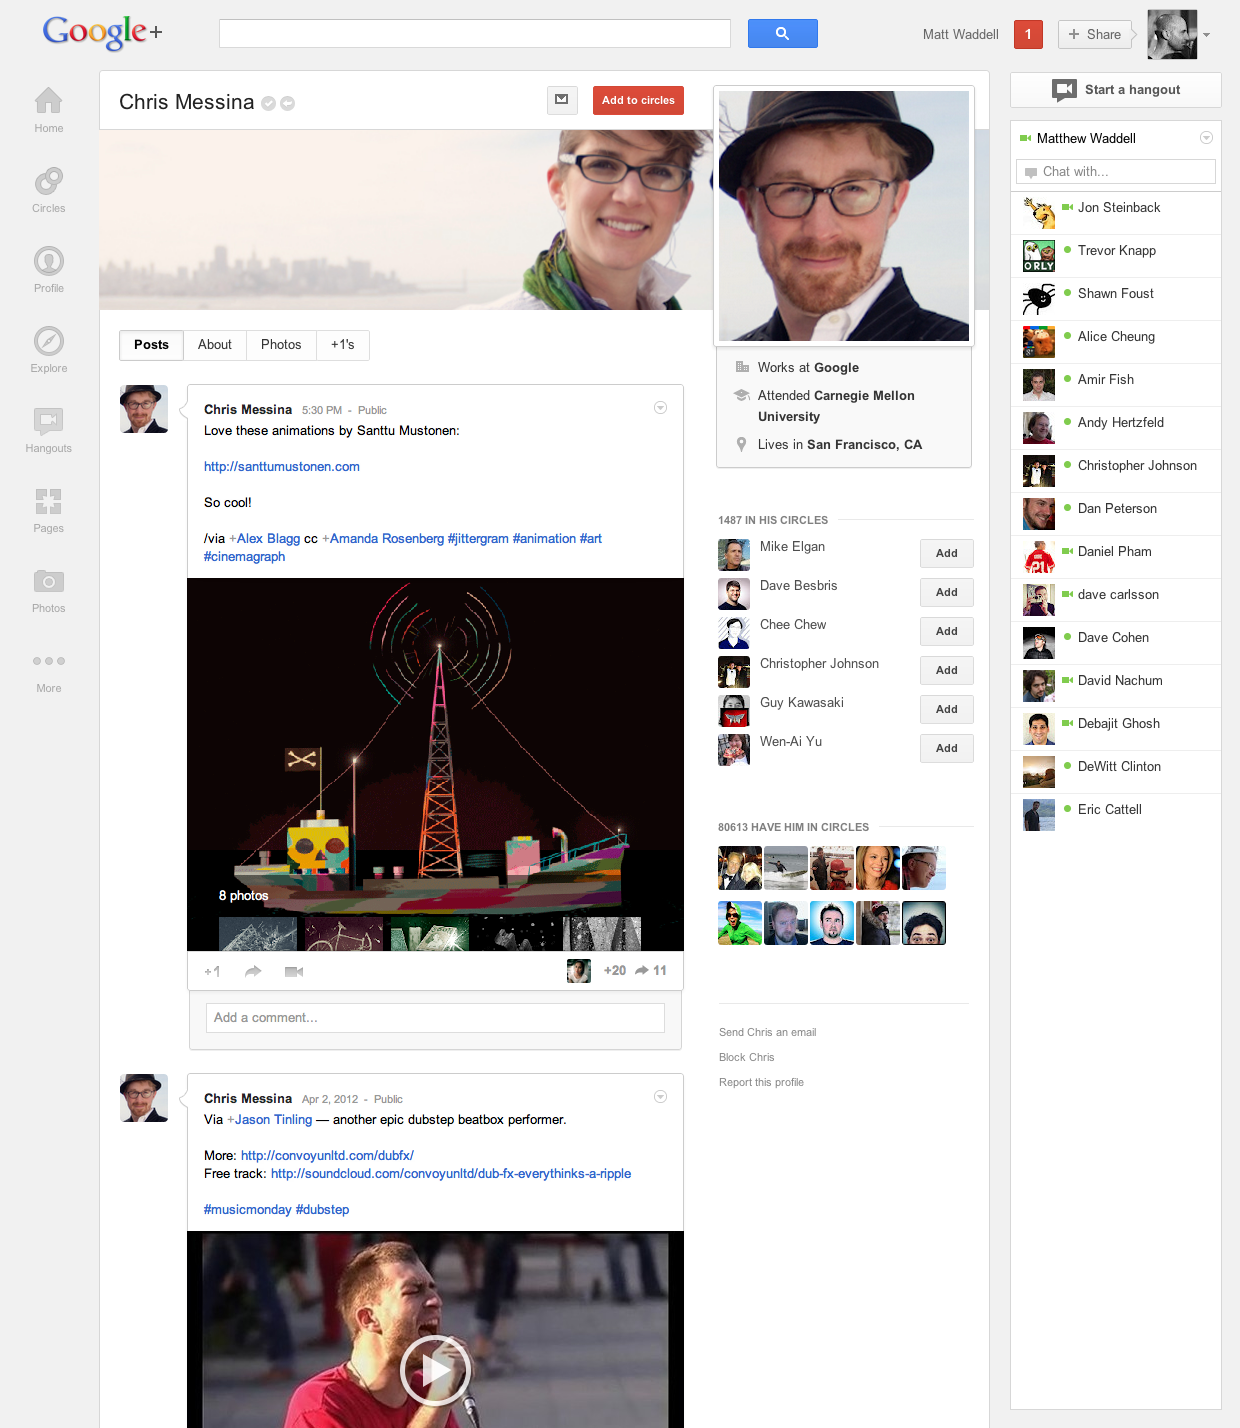 Google+
Matt Waddell
1
+ Share
Home
Circles
Profile
Explore
Hangouts
Pages
Photos
More
Chris Messina
Add to circles
Posts
About
Photos
+1's
Works at Google
Attended Carnegie Mellon
University
Lives in San Francisco, CA
Chris Messina 5:30 PM - Public
Love these animations by Santtu Mustonen:
http://santtumustonen.com
So cool!
/via +Alex Blagg cc +Amanda Rosenberg #jittergram #animation #art
#cinemagraph
8 photos
+1
+20
11
Add a comment...
Chris Messina Apr 2, 2012 - Public
Via +Jason Tinling — another epic dubstep beatbox performer.
More: http://convoyunltd.com/dubfx/
Free track: http://soundcloud.com/convoyunltd/dub-fx-everythinks-a-ripple
#musicmonday #dubstep
1487 IN HIS CIRCLES
Mike Elgan
Add
Dave Besbris
Add
Chee Chew
Add
Christopher Johnson
Add
Guy Kawasaki
Add
Wen-Ai Yu
Add
80613 HAVE HIM IN CIRCLES
Send Chris an email
Block Chris
Report this profile
Start a hangout
Matthew Waddell
Chat with...
Jon Steinback
Trevor Knapp
ORLY
Shawn Foust
Alice Cheung
Amir Fish
Andy Hertzfeld
Christopher Johnson
Dan Peterson
Daniel Pham
dave carlsson
Dave Cohen
David Nachum
Debajit Ghosh
DeWitt Clinton
Eric Cattell